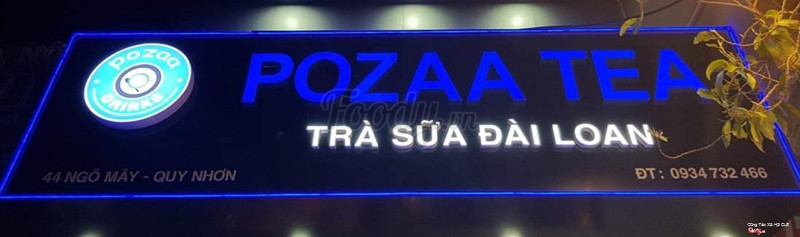 pozaa
DRINKS
POZAA TEA
Foody.vn
TRÀ SỮA ĐÀI LOAN
44 NGÔ MÂY - QUY NHƠN
ĐT : 0934 732 466